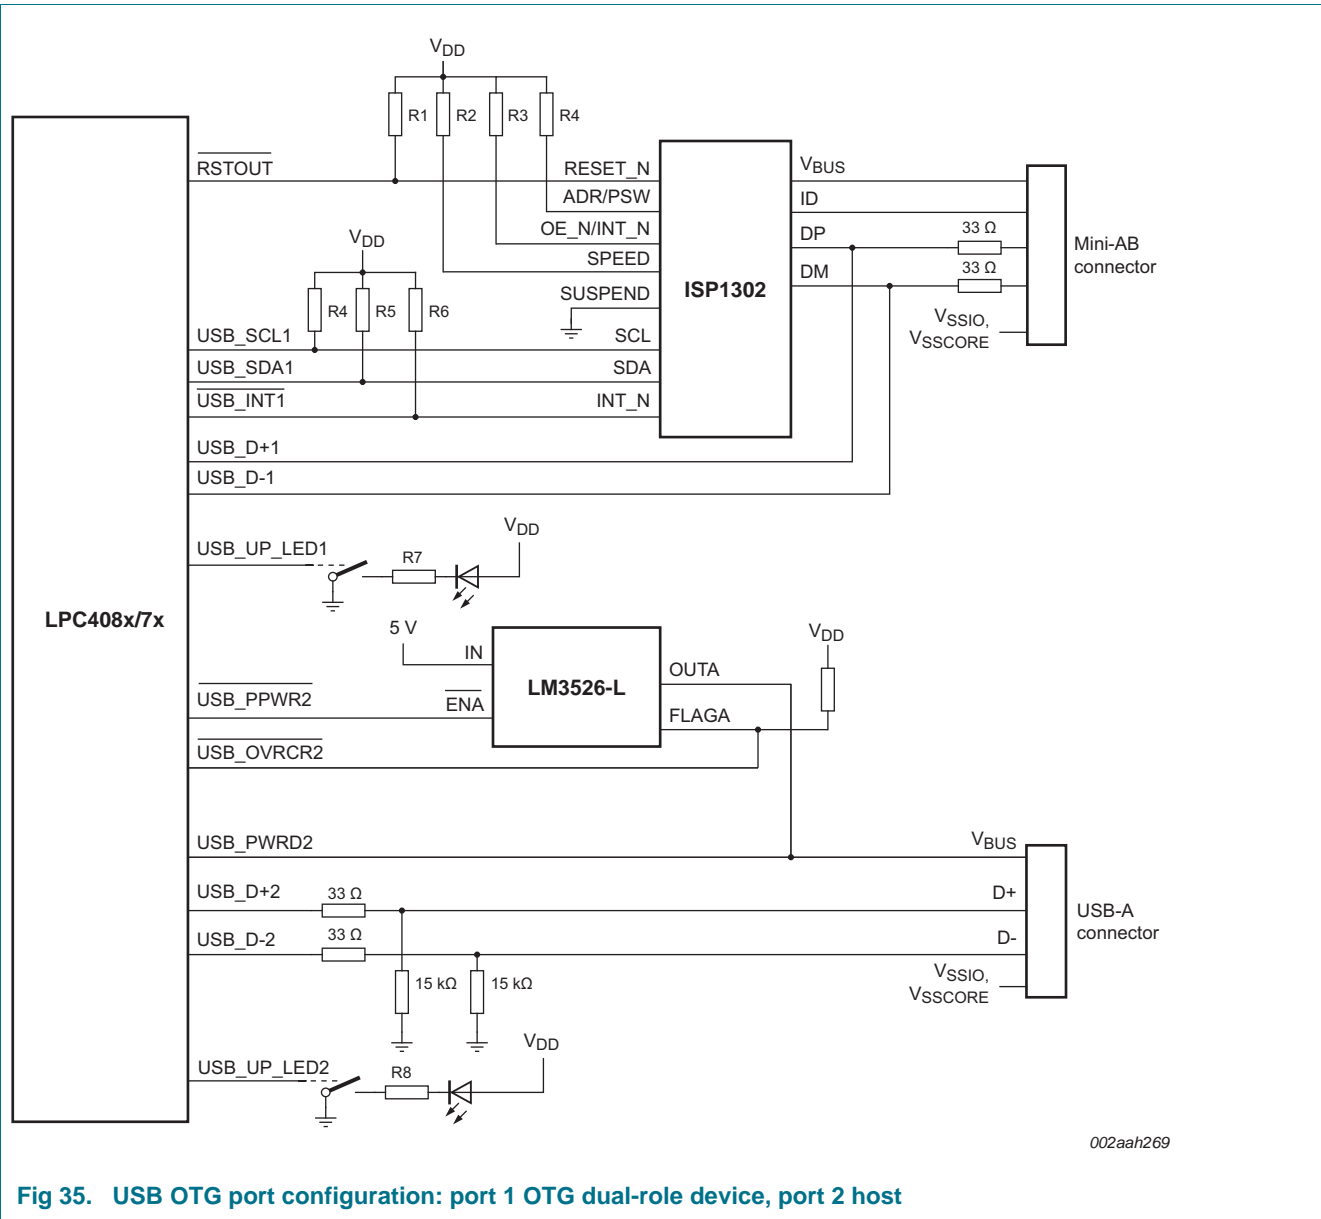 VDD
R1 R2 R3 R4
RSTOUT
RESET_N
ADR/PSW
OE_N/INT_N
SPEED
SUSPEND
VDD
R4 R5 R6
USB_SCL1
SCL
USB_SDA1
SDA
USB_INT1
INT_N
ISP1302
VBUS
ID
DP
33 Ω
DM
33 Ω
VSSIO,
VSSCORE
Mini-AB
connector
USB_D+1
USB_D-1
USB_UP_LED1
R7
VDD
LPC408x/7x
5 V
IN
LM3526-L
OUTA
VDD
USB_PPWR2
ENA
FLAGA
USB_OVRCR2
USB_PWRD2
VBUS
USB_D+2
33 Ω
D+
USB_D-2
33 Ω
D-
USB-A
connector
15 kΩ 15 kΩ
VSSIO,
VSSCORE
USB_UP_LED2
R8
VDD
002aah269
Fig 35. USB OTG port configuration: port 1 OTG dual-role device, port 2 host